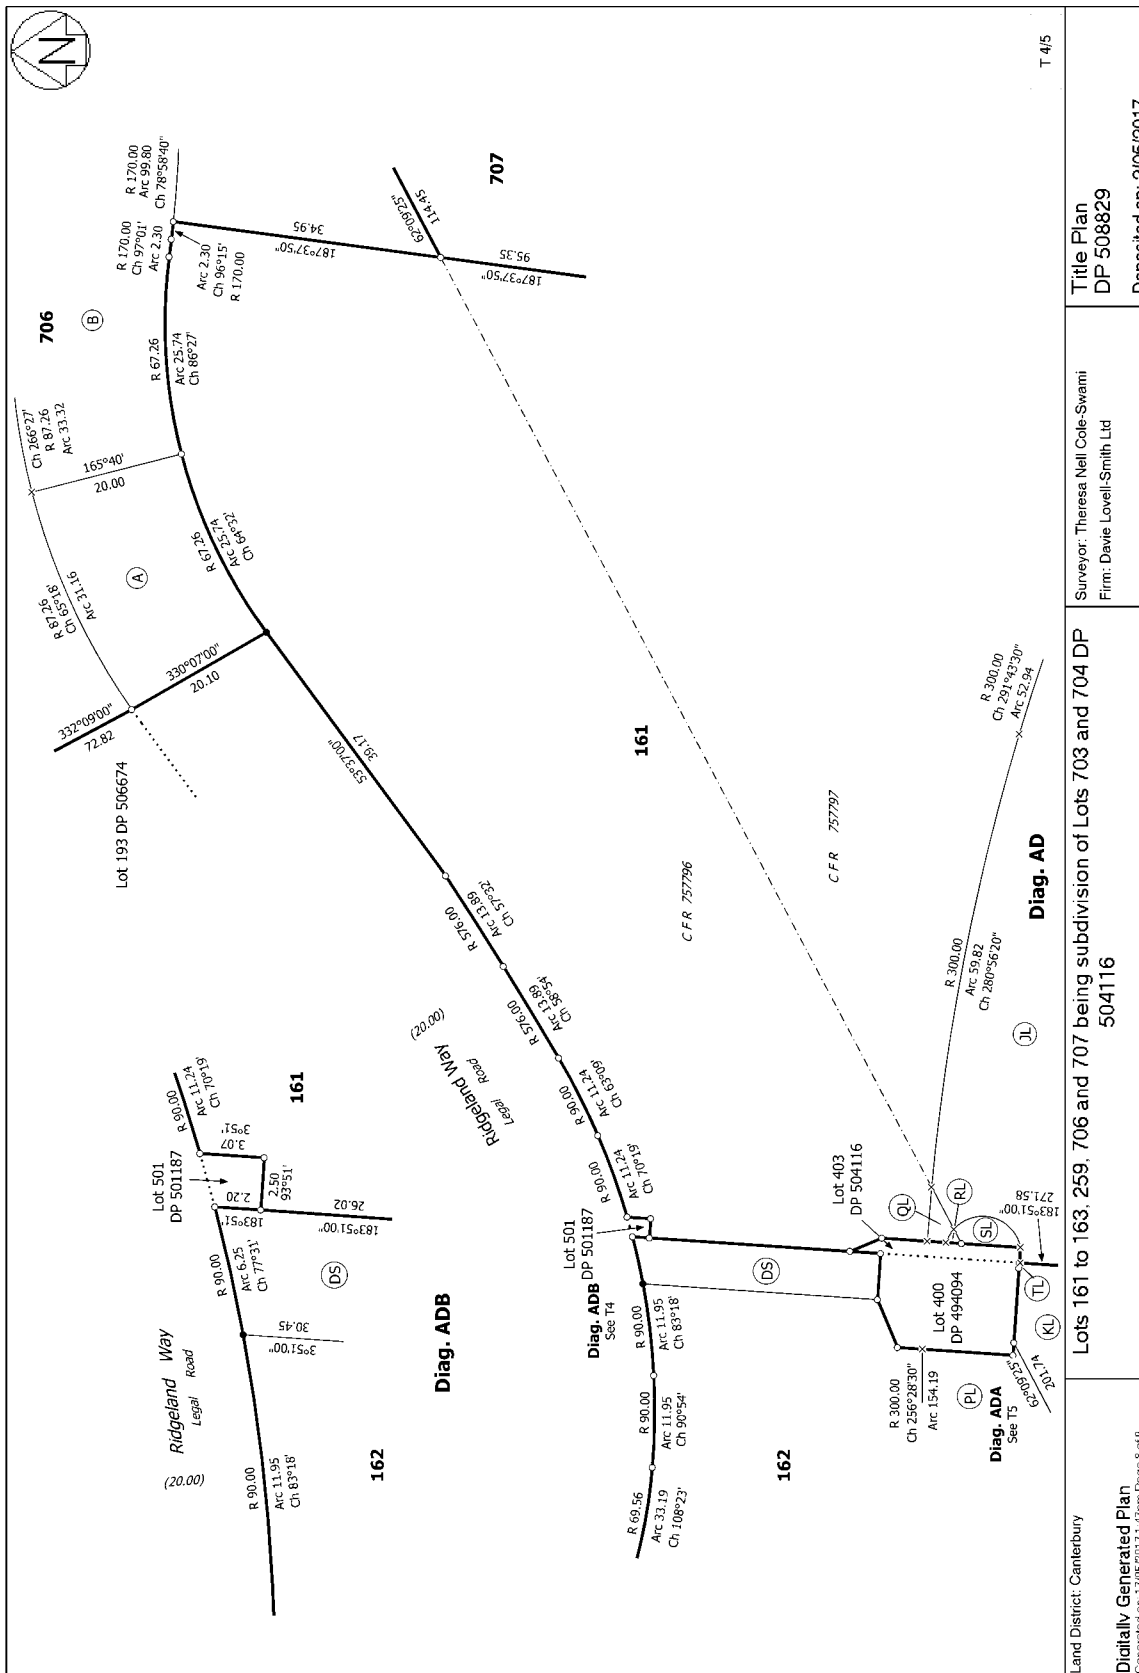 N
T 4/5
706
B
R 170.00
Ch 97°01'
Arc 2.30
R 170.00
Arc 99.80
Ch 78°58'40"
Arc 2.30
Ch 96°15'
R 170.00
187°37'50"
34.95
62°09'25"
114.45
187°37'50"
95.35
707
R 67.26
Arc 25.74
Ch 86°27'
Ch 266°27'
R 87.26
Arc 33.32
165°40'
20.00
R 87.26
Ch 65°18'
Arc 31.16
A
R 67.26
Arc 25.74
Ch 64°32'
332°09'00"
72.82
330°07'00"
20.10
Lot 193 DP 506674
53°37'00"
39.17
161
C F R 757796
C F R 757797
R 576.00
Arc 13.89
Ch 57°32'
R 576.00
Arc 13.89
Ch 58°54'
R 90.00
Arc 11.24
Ch 63°09'
R 90.00
Arc 11.24
Ch 70°19'
(20.00)
Ridgeland Way
Legal Road
R 300.00
Ch 291°43'30"
Arc 52.94
R 300.00
Arc 59.82
Ch 280°56'20"
Diag. AD
JL
R 90.00
Arc 11.24
Ch 70°19'
161
Lot 501
DP 501187
3°51'
3.07
2.50
93°51'
2.20
183°51'
26.02
183°51'00"
R 90.00
Arc 6.25
Ch 77°31'
DS
30.45
3°51'00"
Ridgeland Way
Legal Road
(20.00)
R 90.00
Arc 11.95
Ch 83°18'
162
Diag. ADB
Lot 501
DP 501187
Diag. ADB
See T4
DS
R 90.00
Arc 11.95
Ch 83°18'
R 90.00
Arc 11.95
Ch 90°54'
R 69.56
Arc 33.19
Ch 108°23'
162
Lot 403
DP 504116
QL
RL
SL
TL
KL
PL
271.58
183°51'00"
Lot 400
DP 494094
R 300.00
Ch 256°28'30"
Arc 154.19
62°09'25"
201.74
Diag. ADA
See T5
Land District: Canterbury
Digitally Generated Plan
Generated on: 17/05/2017 1:47pm Page 8 of 9
Lots 161 to 163, 259, 706 and 707 being subdivision of Lots 703 and 704 DP
504116
Surveyor: Theresa Nell Cole-Swami
Firm: Davie Lovell-Smith Ltd
Title Plan
DP 508829
Deposited on: 2/06/2017